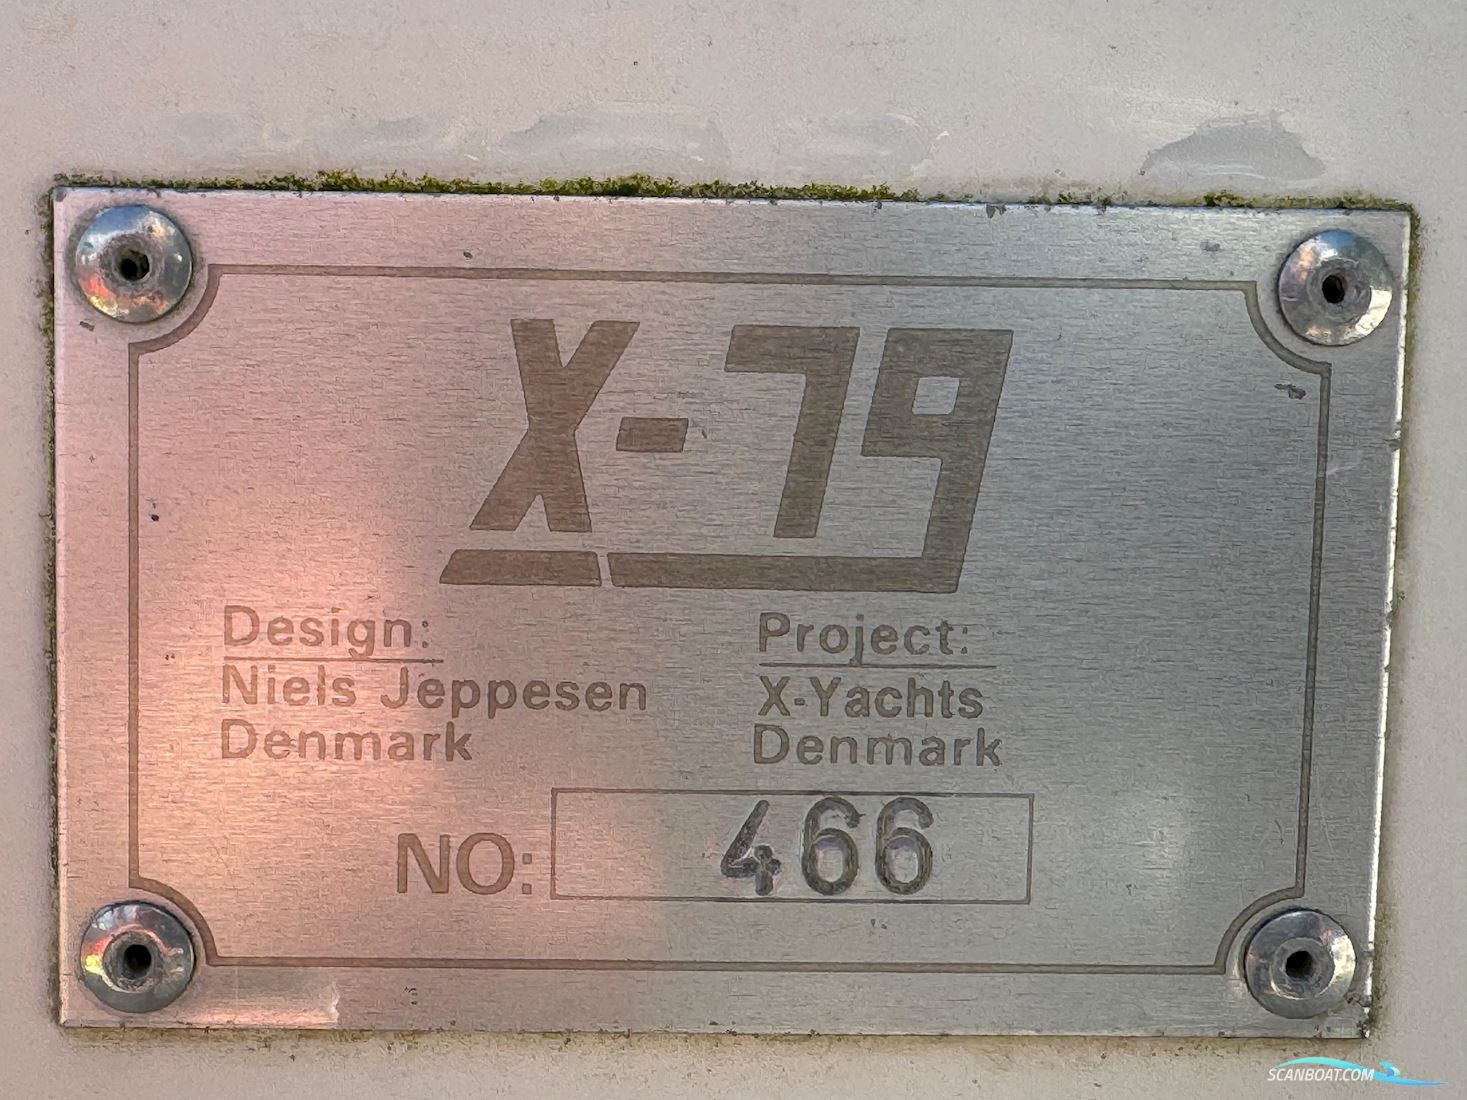 X-79
Design: Project:
Niels Jeppesen X-Yachts
Denmark Denmark
NO: 466
SCANBOAT.COM